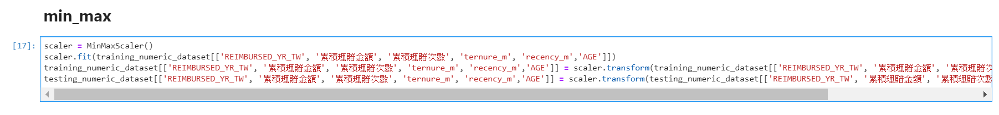 min_max
[17]:
scaler = MinMaxScaler()
scaler.fit(training_numeric_dataset[['REIMBURSED_YR_TW', '累積理賠金額', '累積理賠次數', 'ternure_m', 'recency_m','AGE']])
training_numeric_dataset[['REIMBURSED_YR_TW', '累積理賠金額', '累積理賠次數', 'ternure_m', 'recency_m','AGE']] = scaler.transform(training_numeric_dataset[['REIMBURSED_YR_TW', '累積理賠金額', '累積理賠次
testing_numeric_dataset[['REIMBURSED_YR_TW', '累積理賠金額', '累積理賠次數', 'ternure_m', 'recency_m','AGE']] = scaler.transform(testing_numeric_dataset[['REIMBURSED_YR_TW', '累積理賠金額', '累積理賠次數